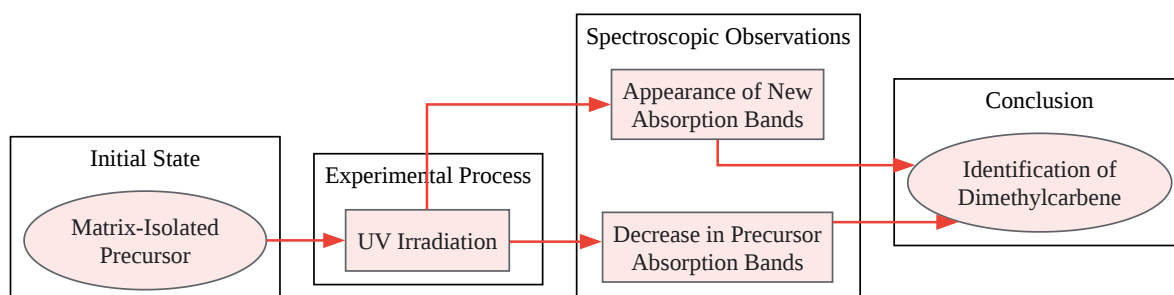 Initial State
Matrix-Isolated
Precursor
Experimental Process
UV Irradiation
Spectroscopic Observations
Appearance of New
Absorption Bands
Decrease in Precursor
Absorption Bands
Conclusion
Identification of
Dimethylcarbene